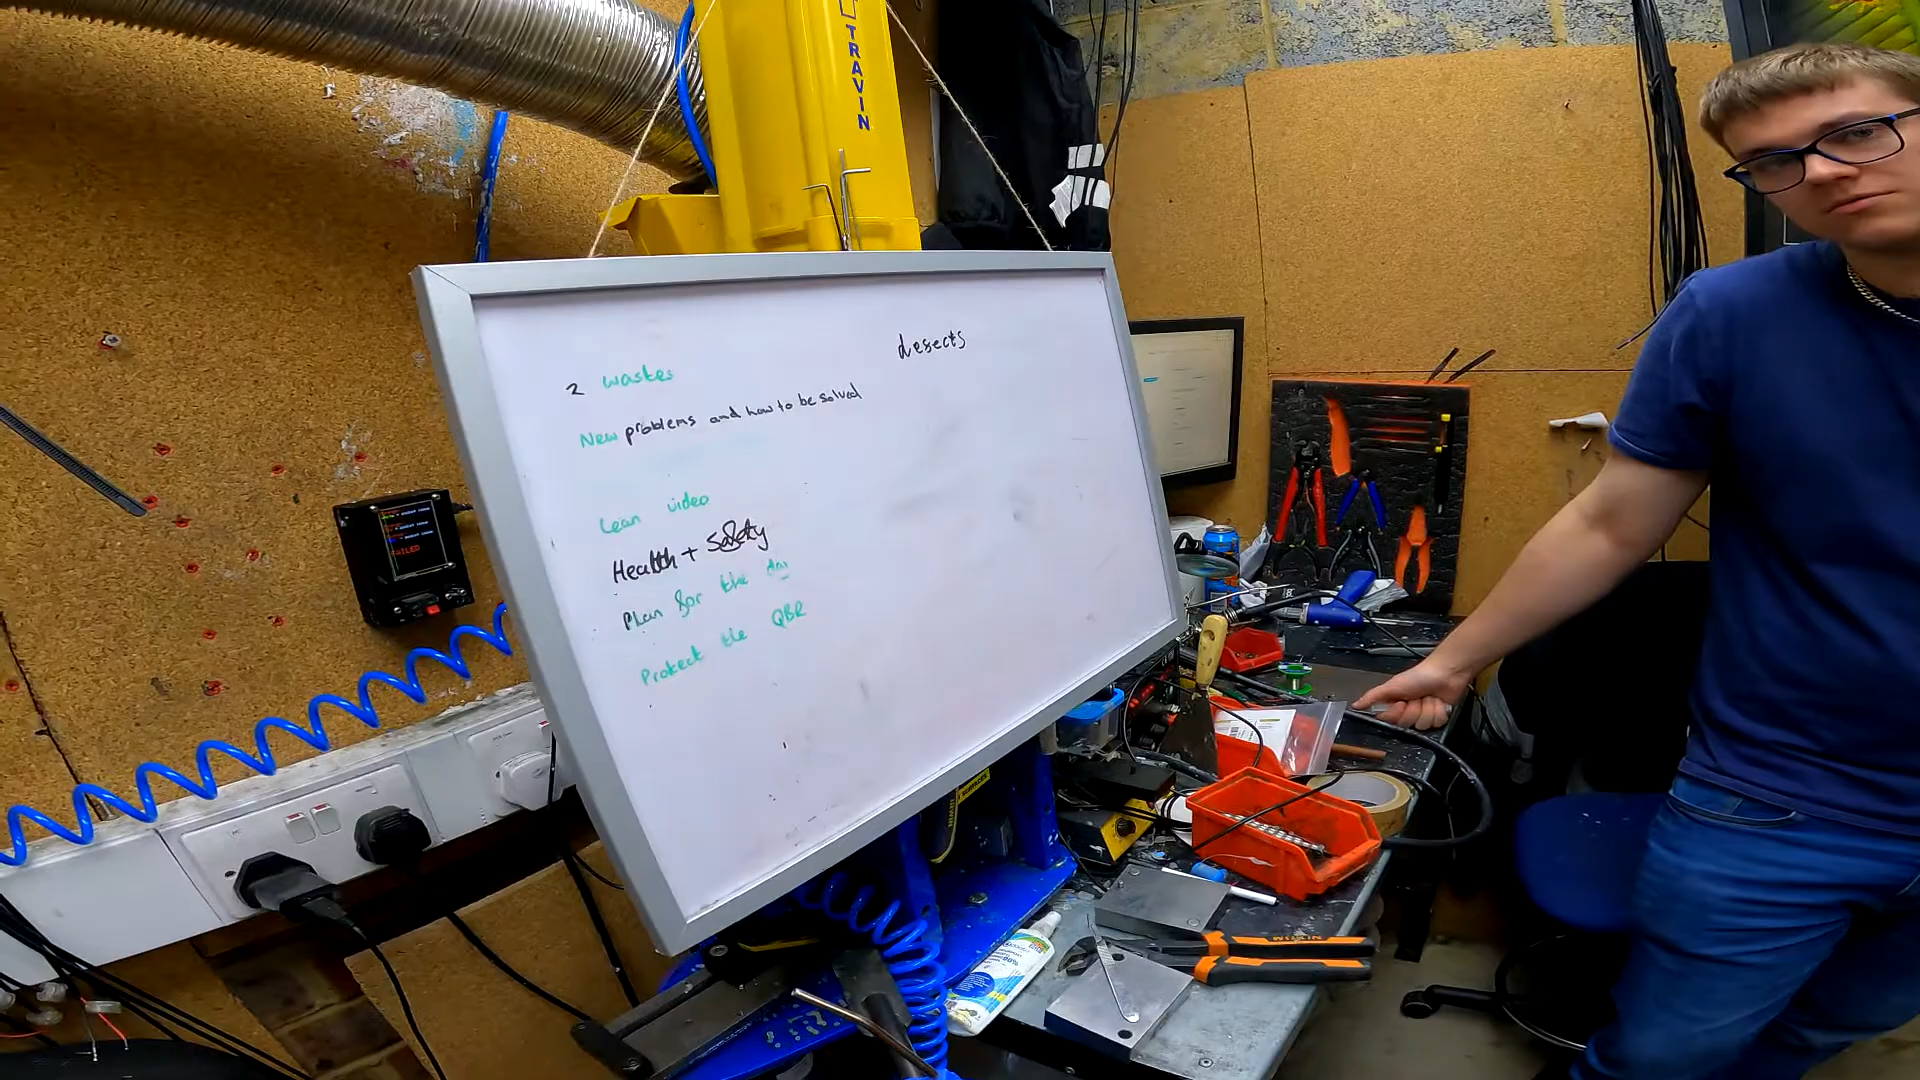 TRAVIN
desects
2 wastes
New problems and how to be solved
Lean video
Health + Safety
Plan for the day
Protect the QBR
FAILED